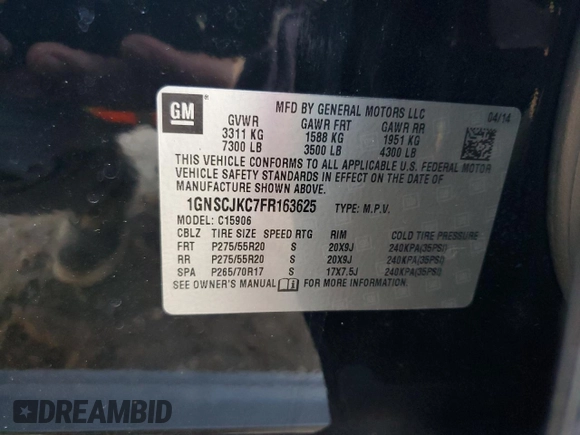 GM
MFD BY GENERAL MOTORS LLC
04/14
GVWR GAWR FRT GAWR RR
3311 KG 1588 KG 1951 KG
7300 LB 3500 LB 4300 LB
THIS VEHICLE CONFORMS TO ALL APPLICABLE U.S. FEDERAL MOTOR
VEHICLE SAFETY STANDARDS IN EFFECT ON THE DATE OF
MANUFACTURE SHOWN ABOVE.
1GNSCJKC7FR163625 TYPE: M.P.V.
MODEL: C15906
CBLZ TIRE SIZE SPEED RTG RIM COLD TIRE PRESSURE
FRT P275/55R20 S 20X9J 240KPA(35PSI)
RR P275/55R20 S 20X9J 240KPA(35PSI)
SPA P265/70R17 S 17X7.5J 240KPA(35PSI)
SEE OWNER'S MANUAL FOR MORE INFORMATION
DREAMBID